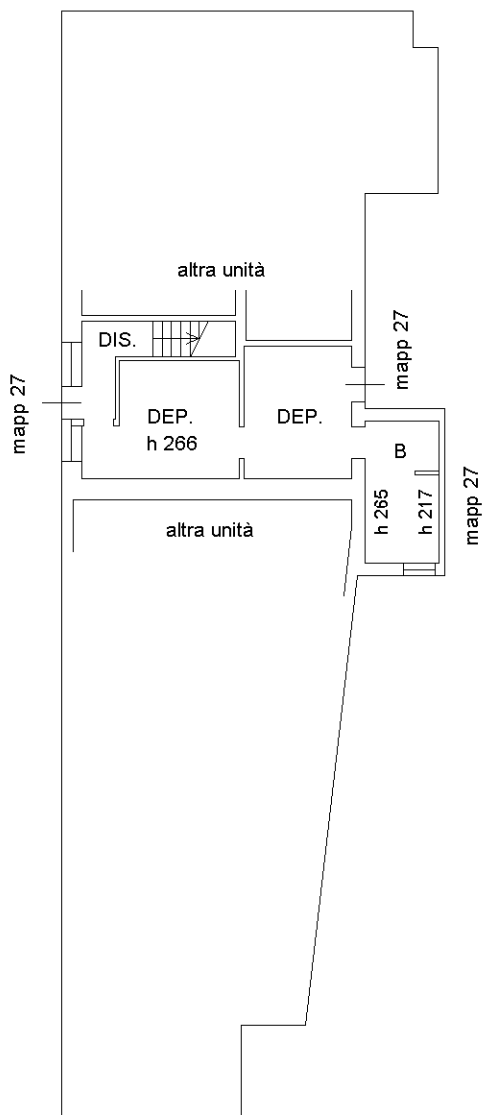 altra unità
DIS.
mapp 27
mapp 27
DEP.
h 266
DEP.
B
h 265
h 217
mapp 27
altra unità